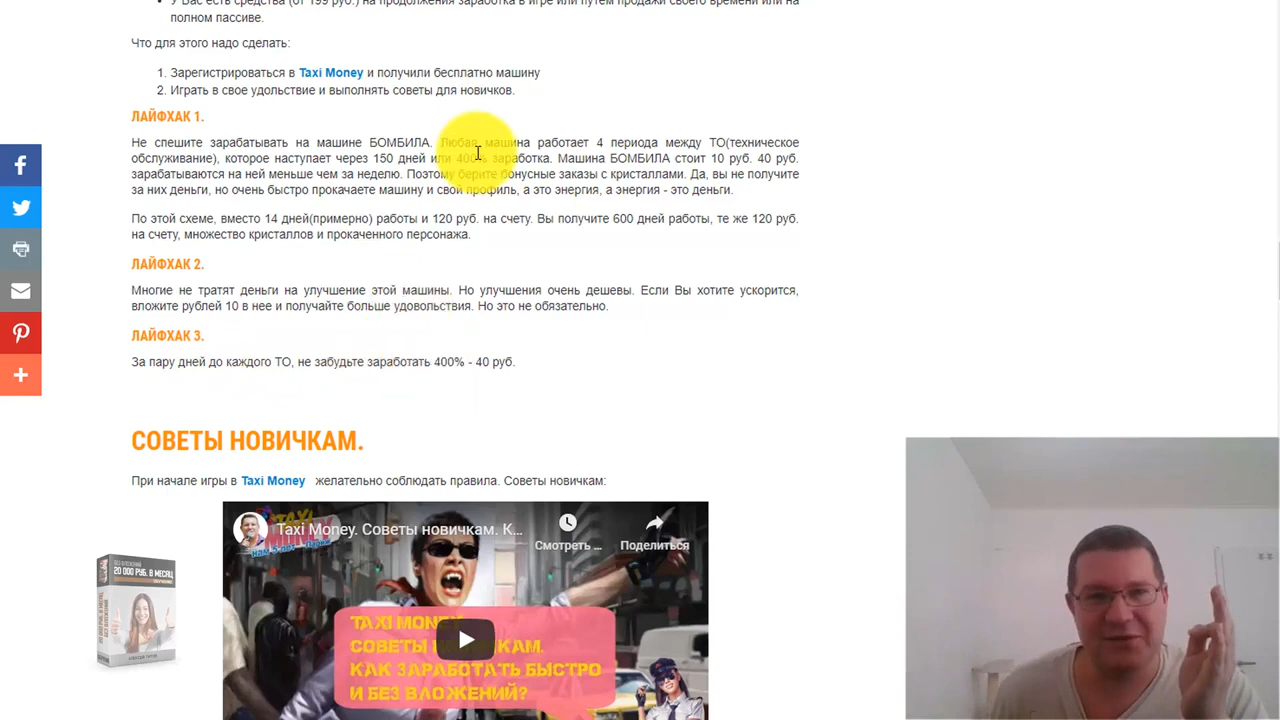 У Вас есть средства (от 199 руб.) на продолжения заработка в игре или путем продажи своего времени или на
полном пассиве.
Что для этого надо сделать:
1. Зарегистрироваться в Taxi Money и получили бесплатно машину
2. Играть в свое удольствие и выполнять советы для новичков.
ЛАЙФХАК 1.
Не спешите зарабатывать на машине БОМБИЛА. Любая машина работает 4 периода между ТО(техническое
обслуживание), которое наступает через 150 дней или 400% заработка. Машина БОМБИЛА стоит 10 руб. 40 руб.
зарабатываются на ней меньше чем за неделю. Поэтому берите бонусные заказы с кристаллами. Да, вы не получите
за них деньги, но очень быстро прокачаете машину и свой профиль, а это энергия, а энергия - это деньги.
По этой схеме, вместо 14 дней(примерно) работы и 120 руб. на счету. Вы получите 600 дней работы, те же 120 руб.
на счету, множество кристаллов и прокаченного персонажа.
ЛАЙФХАК 2.
Многие не тратят деньги на улучшение этой машины. Но улучшения очень дешевы. Если Вы хотите ускорится,
вложите рублей 10 в нее и получайте больше удовольствия. Но это не обязательно.
ЛАЙФХАК 3.
За пару дней до каждого ТО, не забудьте заработать 400% - 40 руб.
СОВЕТЫ НОВИЧКАМ.
При начале игры в Taxi Money желательно соблюдать правила. Советы новичкам:
Taxi Money. Советы новичкам. К...
Смотреть ...
Поделиться
TAXI MONEY
СОВЕТЫ НОВИЧКАМ.
КАК ЗАРАБОТАТЬ БЫСТРО
И БЕЗ ВЛОЖЕНИЙ?
БЕЗ ВЛОЖЕНИЙ
20 000 РУБ. В МЕСЯЦ